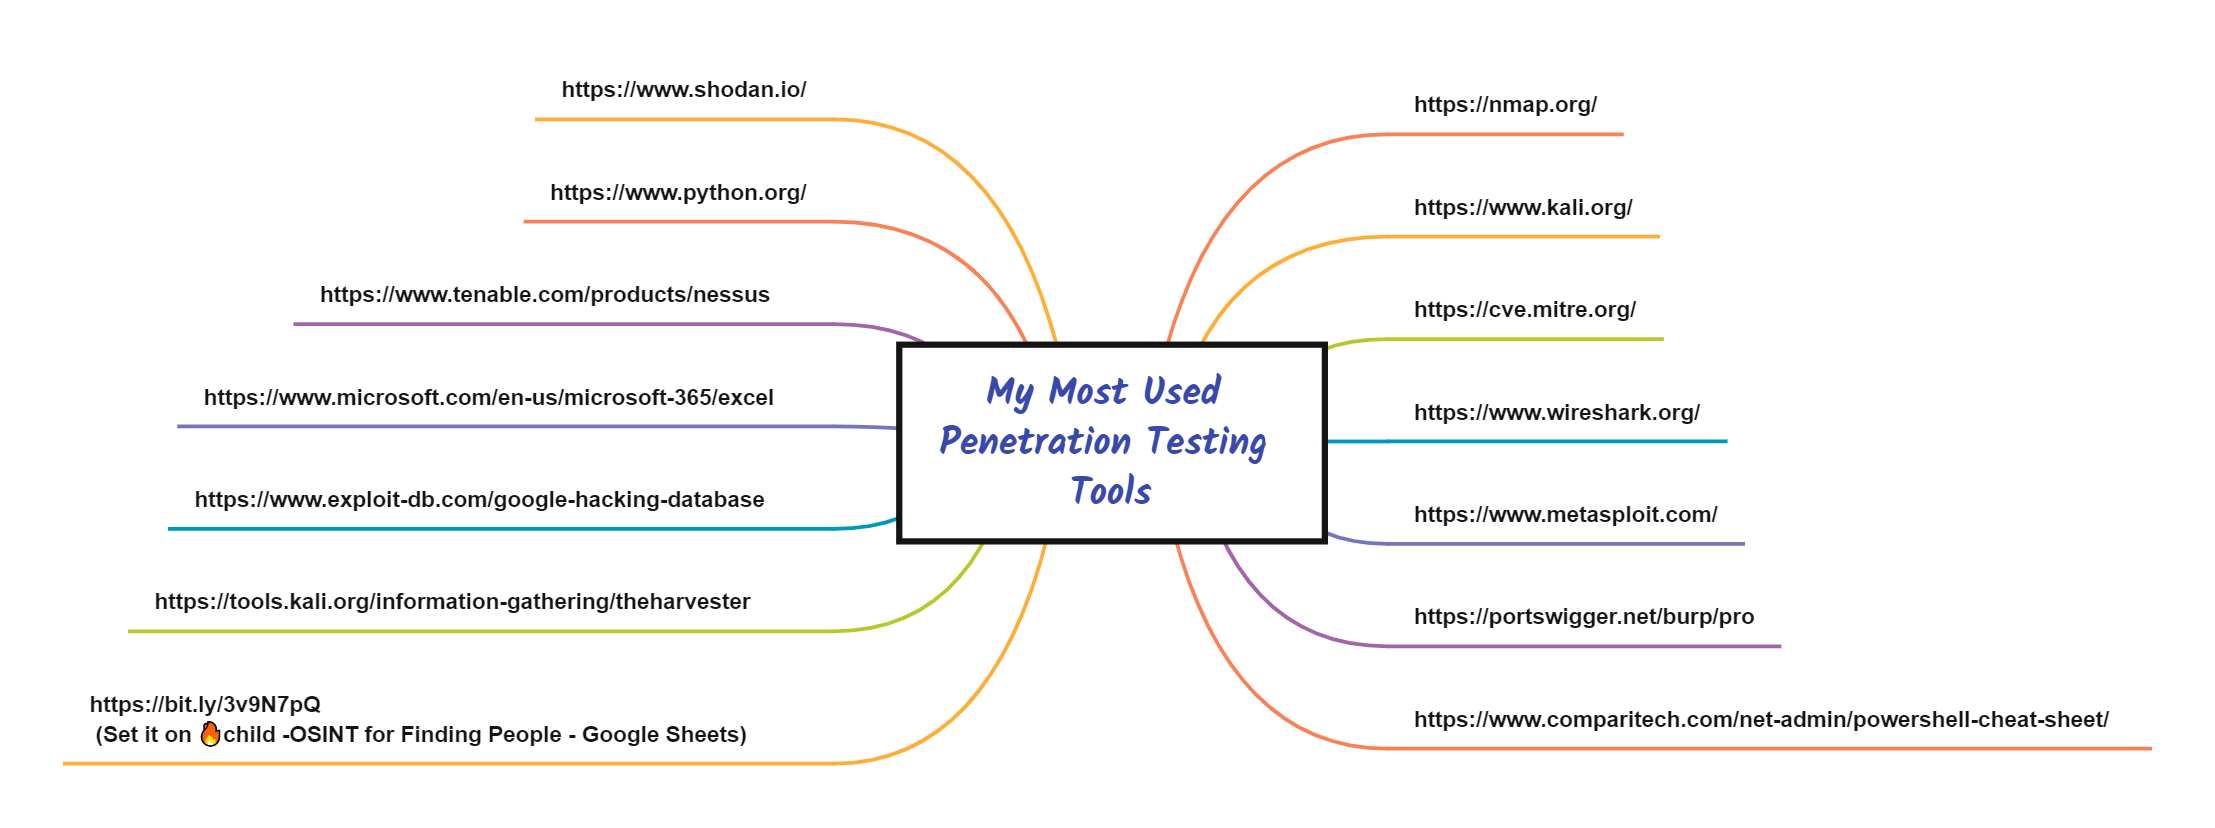 https://www.shodan.io/
https://www.python.org/
https://www.tenable.com/products/nessus
https://www.microsoft.com/en-us/microsoft-365/excel
https://www.exploit-db.com/google-hacking-database
https://tools.kali.org/information-gathering/theharvester
https://bit.ly/3v9N7pQ
(Set it on 🔥child -OSINT for Finding People - Google Sheets)
My Most Used
Penetration Testing
Tools
https://nmap.org/
https://www.kali.org/
https://cve.mitre.org/
https://www.wireshark.org/
https://www.metasploit.com/
https://portswigger.net/burp/pro
https://www.comparitech.com/net-admin/powershell-cheat-sheet/